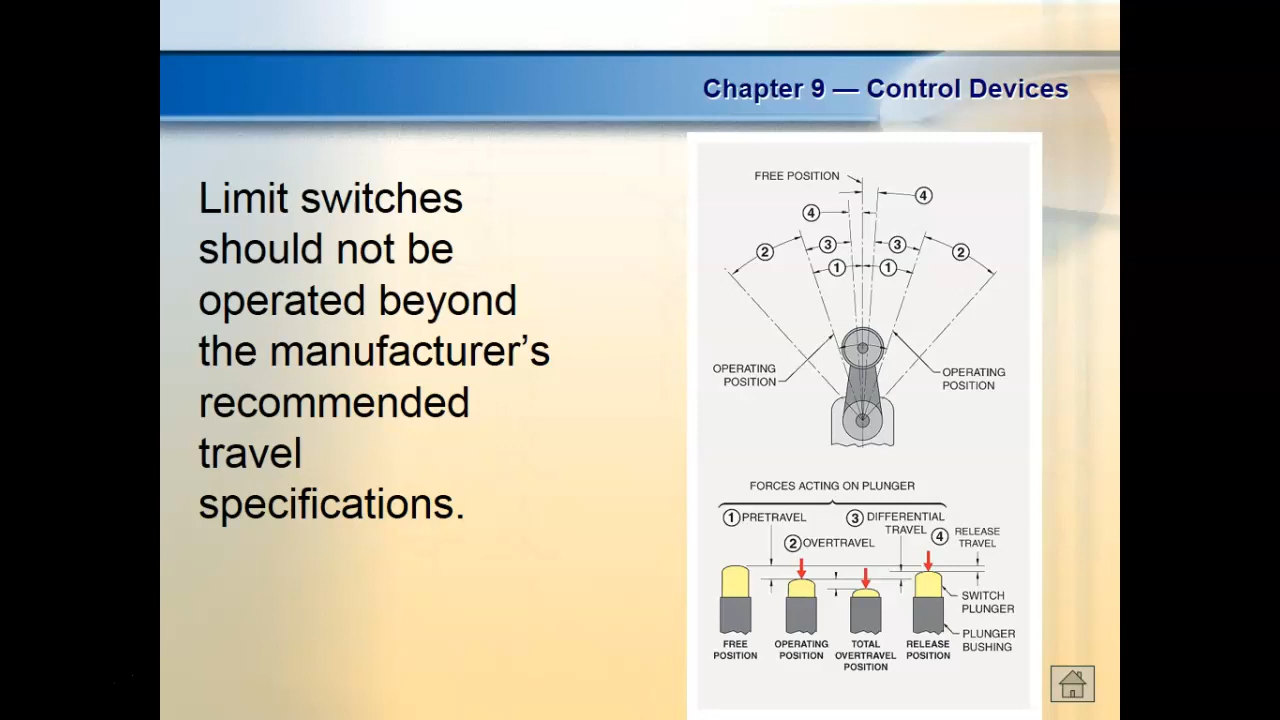 Chapter 9 — Control Devices
Limit switches
should not be
operated beyond
the manufacturer’s
recommended
travel
specifications.
FREE POSITION
4
4
2
3
3
2
1
1
OPERATING
POSITION
OPERATING
POSITION
FORCES ACTING ON PLUNGER
1 PRETRAVEL
3 DIFFERENTIAL
TRAVEL
2 OVERTRAVEL
4 RELEASE
TRAVEL
SWITCH
PLUNGER
PLUNGER
BUSHING
FREE
POSITION
OPERATING
POSITION
TOTAL
OVERTRAVEL
POSITION
RELEASE
POSITION